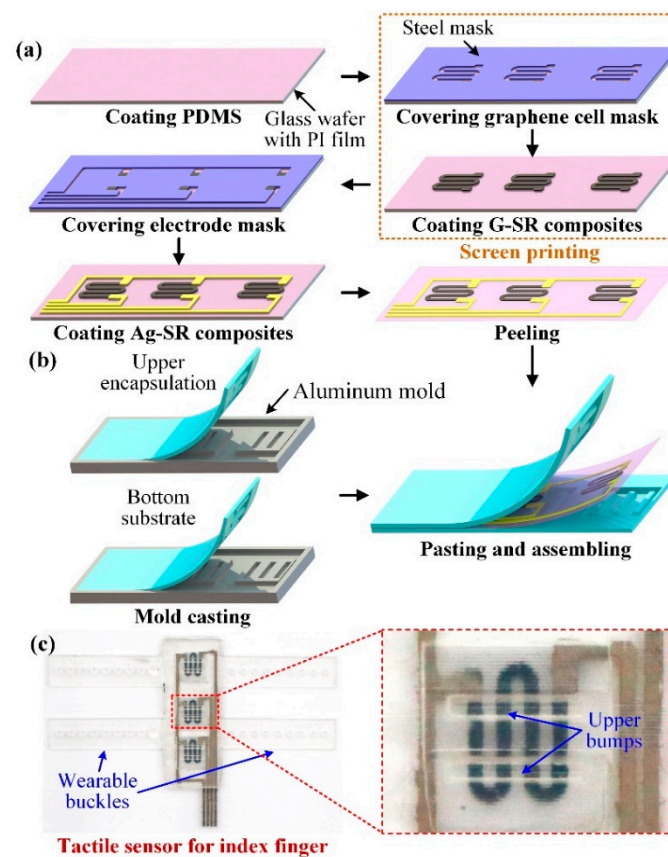 (a)
Steel mask
Coating PDMS
Glass wafer
with PI film
Covering graphene cell mask
Covering electrode mask
Coating G-SR composites
Screen printing
Coating Ag-SR composites
Peeling
(b)
Upper
encapsulation
Aluminum mold
Bottom
substrate
Mold casting
Pasting and assembling
(c)
Wearable
buckles
Upper
bumps
Tactile sensor for index finger